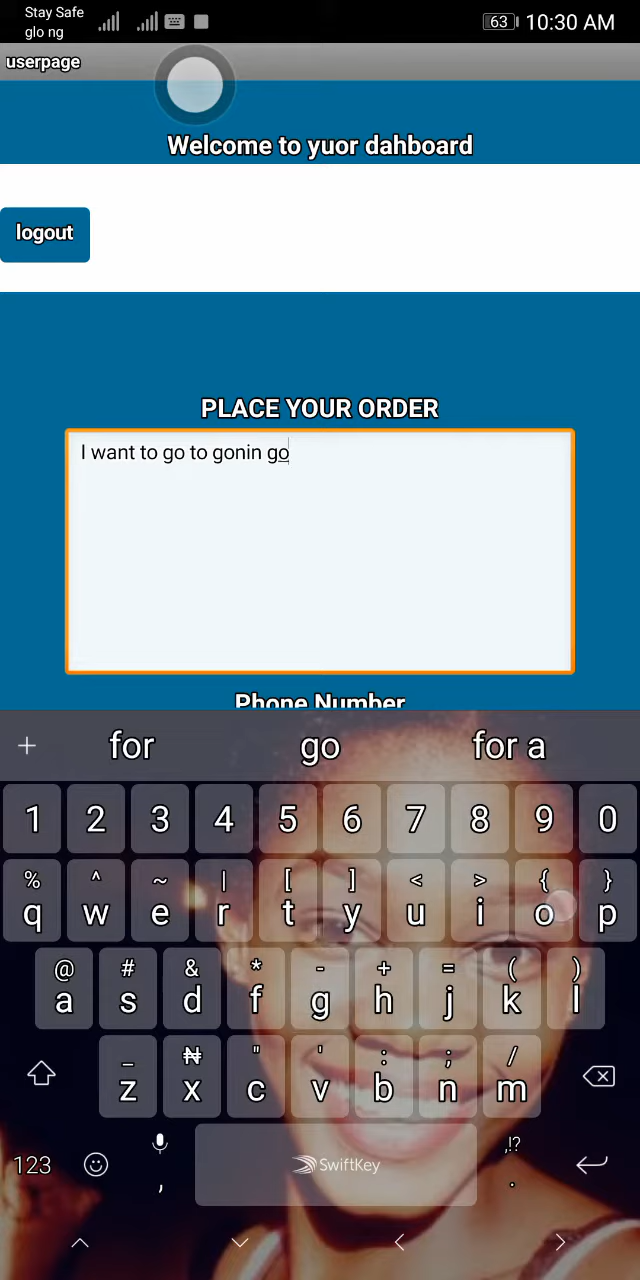 Stay Safe
glo ng
63 10:30 AM
userpage
Welcome to yuor dahboard
logout
PLACE YOUR ORDER
I want to go to gonin go
Phone Number
+ for go for a
1 2 3 4 5 6 7 8 9 0
% ^ ~ | [ ] < > { }
q w e r t y u i o p
@ # & * - + = ( )
a s d f g h j k l
_ ₦ " ' : ; /
z x c v b n m
,!?
123 , SwiftKey .